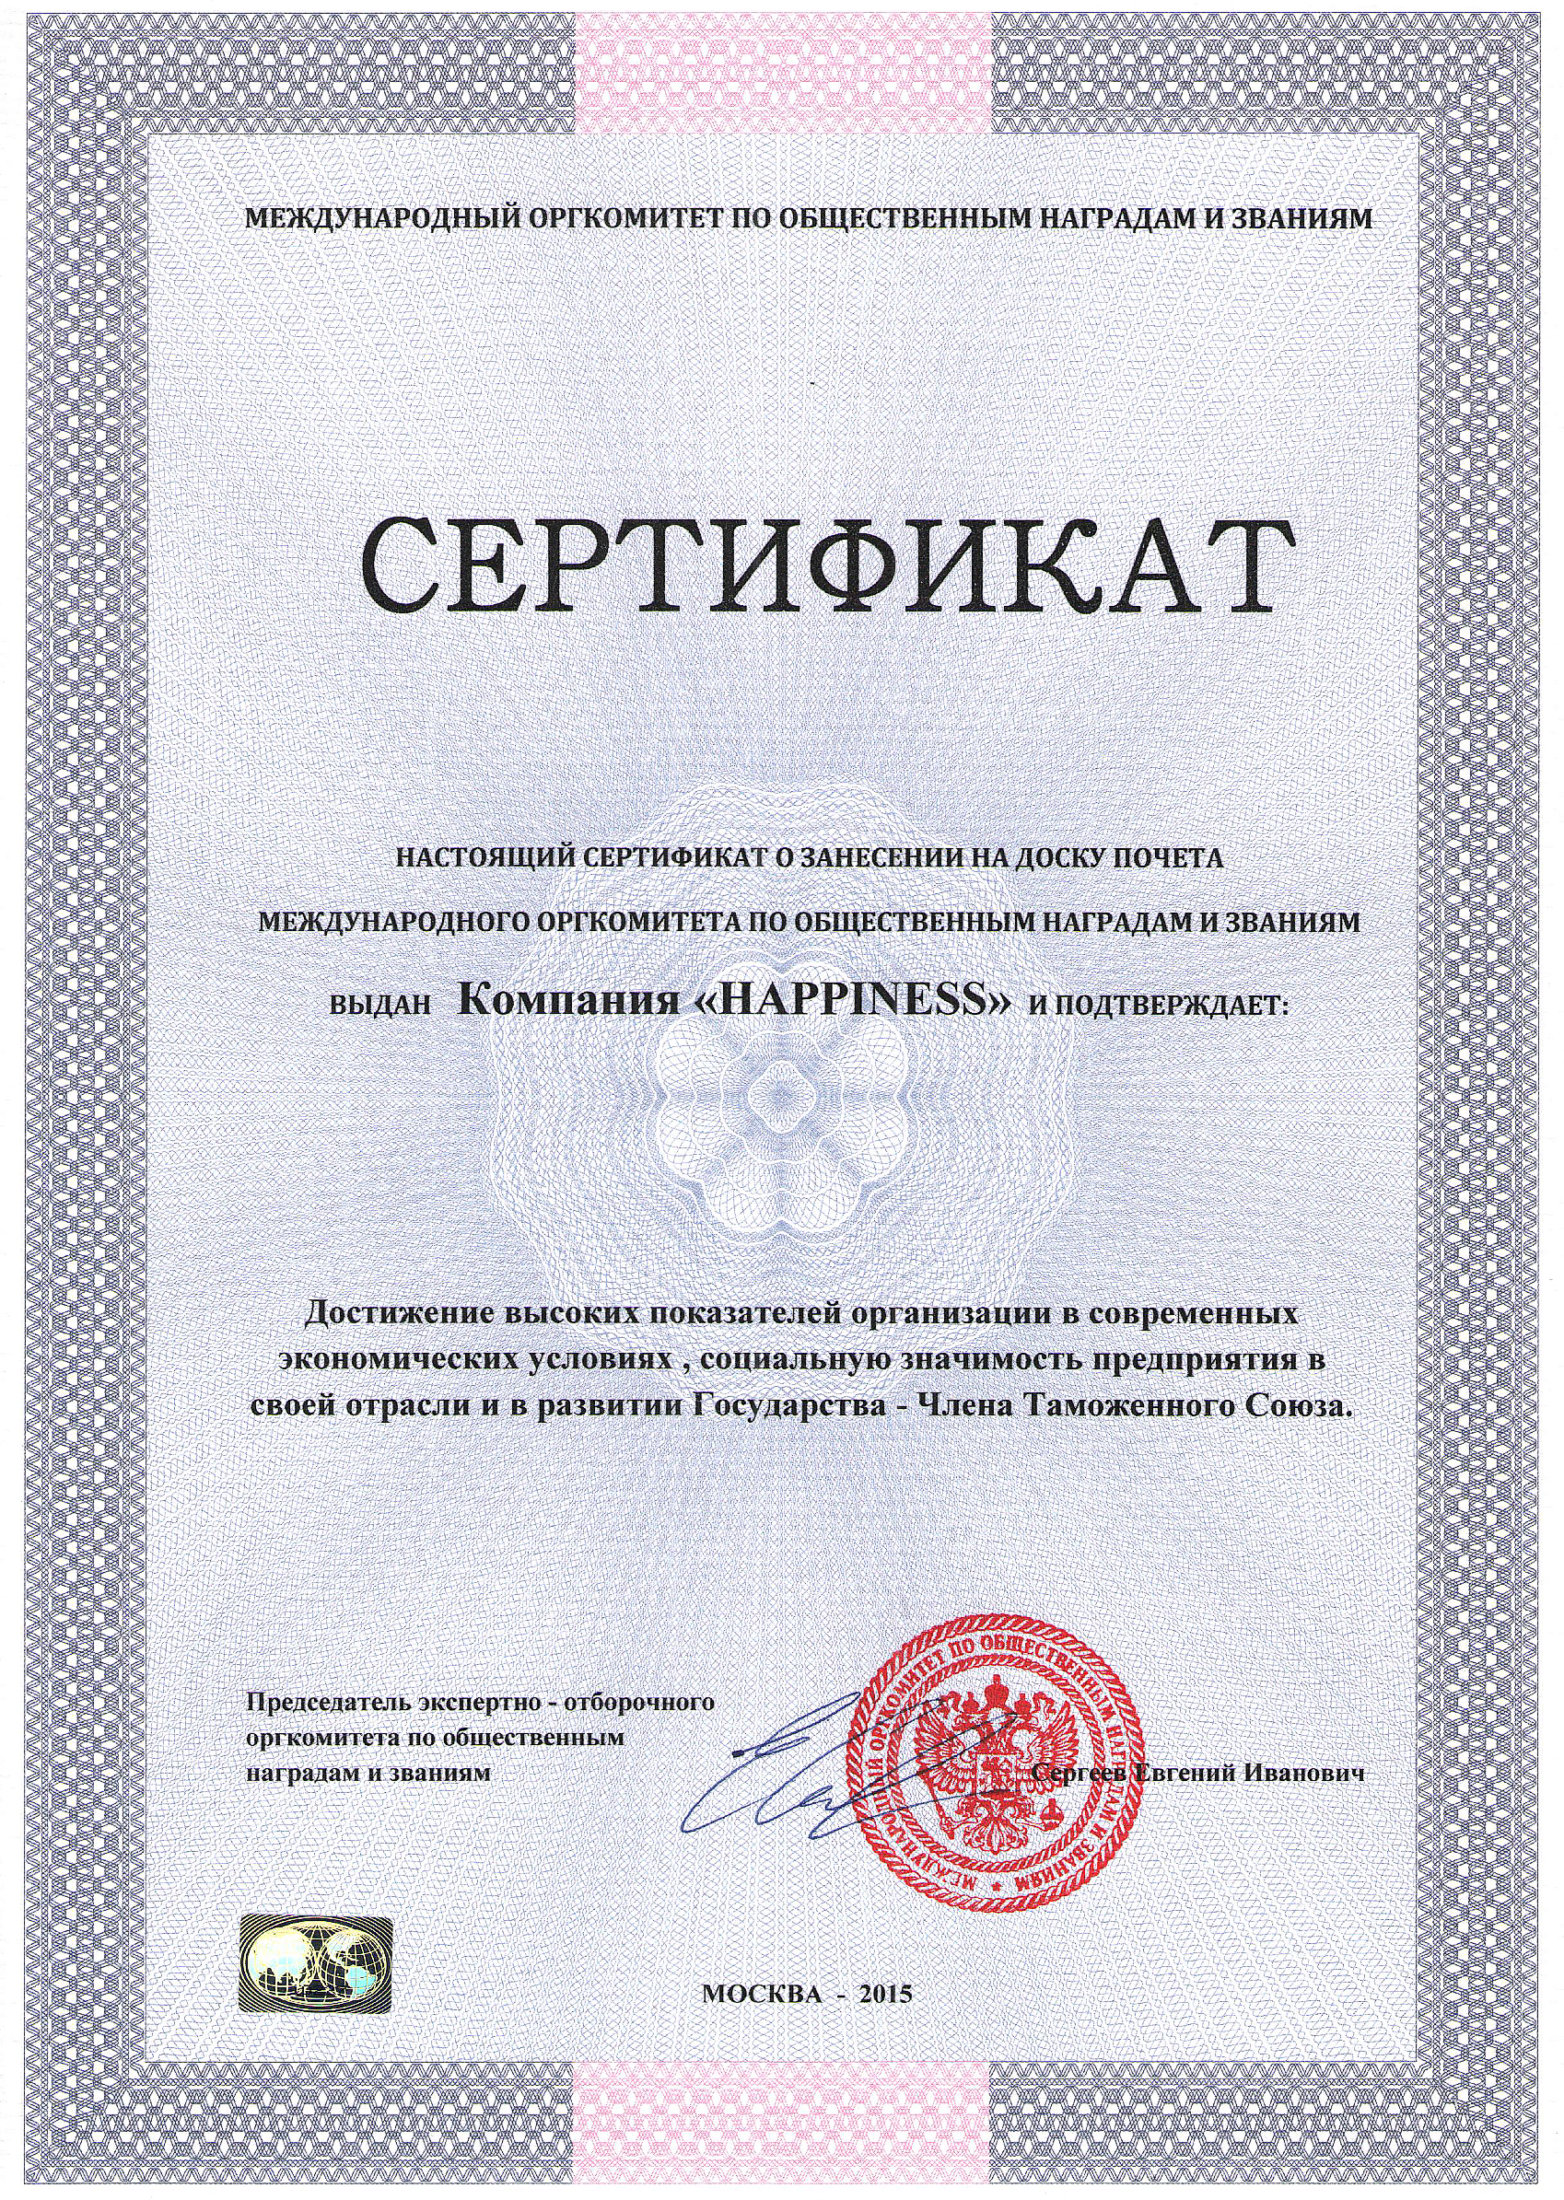 МЕЖДУНАРОДНЫЙ ОРГКОМИТЕТ ПО ОБЩЕСТВЕННЫМ НАГРАДАМ И ЗВАНИЯМ
СЕРТИФИКАТ
НАСТОЯЩИЙ СЕРТИФИКАТ О ЗАНЕСЕНИИ НА ДОСКУ ПОЧЕТА
МЕЖДУНАРОДНОГО ОРГКОМИТЕТА ПО ОБЩЕСТВЕННЫМ НАГРАДАМ И ЗВАНИЯМ
ВЫДАН Компания «HAPPINESS» И ПОДТВЕРЖДАЕТ:
Достижение высоких показателей организации в современных
экономических условиях , социальную значимость предприятия в
своей отрасли и в развитии Государства - Члена Таможенного Союза.
Председатель экспертно - отборочного
оргкомитета по общественным
наградам и званиям
Сергеев Евгений Иванович
МЕЖДУНАРОДНЫЙ ОРГКОМИТЕТ ПО ОБЩЕСТВЕННЫМ НАГРАДАМ И ЗВАНИЯМ
МОСКВА - 2015